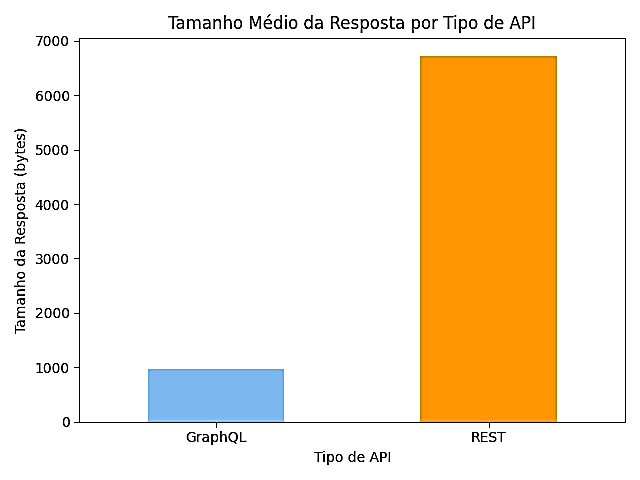 Tamanho Médio da Resposta por Tipo de API
Tamanho da Resposta (bytes)
7000
6000
5000
4000
3000
2000
1000
0
GraphQL
REST
Tipo de API